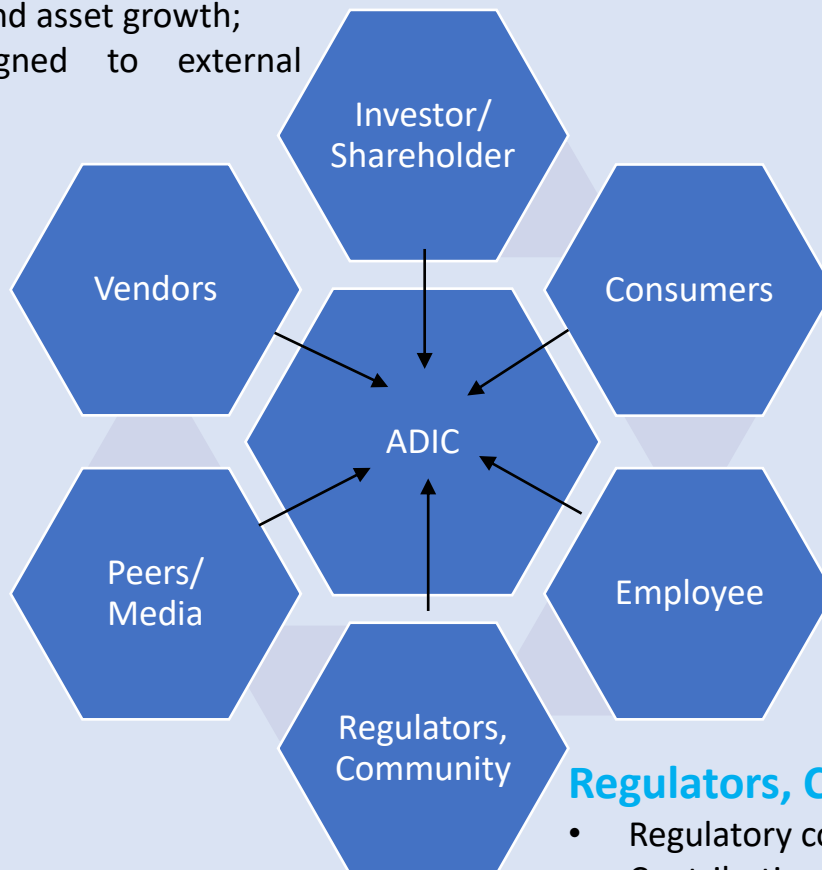 nd asset growth;
gned to external
Investor/
Shareholder
Vendors
Consumers
ADIC
Peers/
Media
Employee
Regulators,
Community
Regulators, C
• Regulatory co